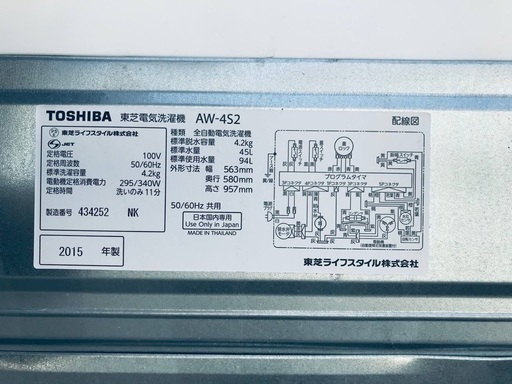 TOSHIBA 東芝電気洗濯機 AW-4S2
配線図
東芝ライフスタイル株式会社
JET
定格電圧 100V
定格周波数 50/60Hz
標準洗濯容量 4.2kg
電動機定格消費電力 295/340W
定格時間 洗いのみ11分
製造番号 434252 NK
2015 年製
種類 全自動電気洗濯機
標準脱水容量 4.2kg
標準水量 45L
標準使用水量 94L
外形寸法 幅 563mm
奥行 580mm
高さ 957mm
50/60Hz 共用
日本国内専用
Use Only in Japan
MADE IN THAILAND
プログラムタイマ
東芝ライフスタイル株式会社